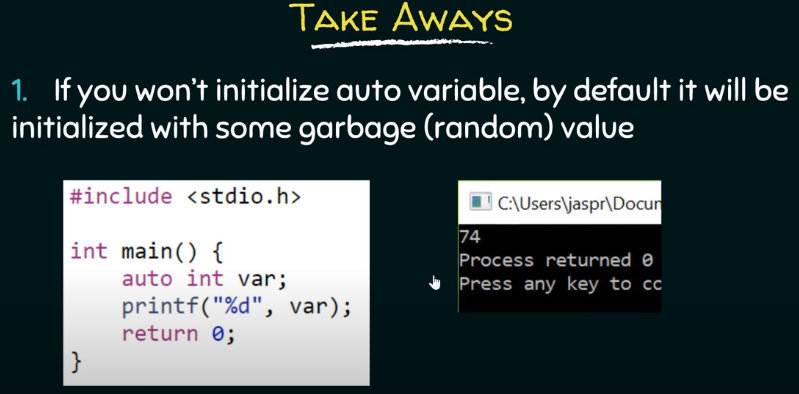 TAKE AWAYS
1. If you won't initialize auto variable, by default it will be
initialized with some garbage (random) value
#include <stdio.h>
int main() {
auto int var;
printf("%d", var);
return 0;
}
C:\Users\jaspr\Docum
74
Process returned 0
Press any key to co